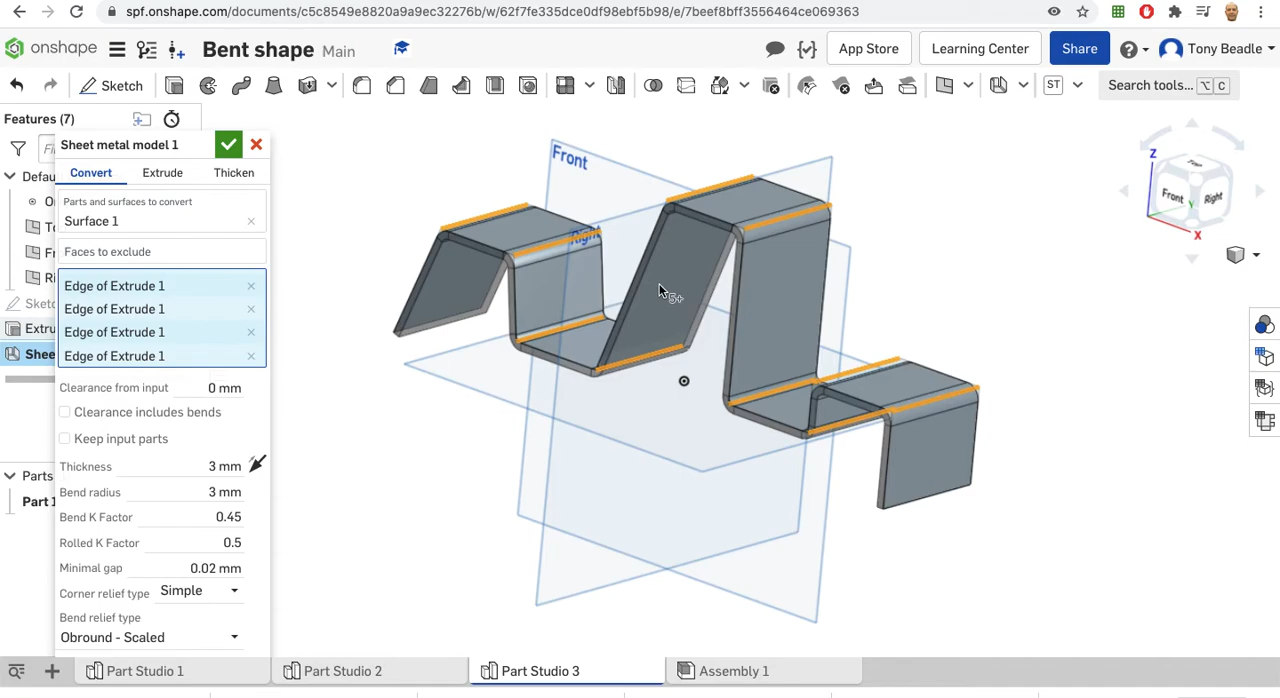 spf.onshape.com/documents/c5c8549e8820a9a9ec32276b/w/62f7fe335dce0df98ebf5b98/e/7beef8bff3556464ce069363
onshape Bent shape Main App Store Learning Center Share Tony Beadle
Sketch ST Search tools... ⌥ C
Features (7)
Sheet metal model 1
Convert Extrude Thicken
Parts and surfaces to convert
Surface 1
Faces to exclude
Edge of Extrude 1
Edge of Extrude 1
Edge of Extrude 1
Edge of Extrude 1
Clearance from input 0 mm
Clearance includes bends
Keep input parts
Thickness 3 mm
Bend radius 3 mm
Bend K Factor 0.45
Rolled K Factor 0.5
Minimal gap 0.02 mm
Corner relief type Simple
Bend relief type
Obround - Scaled
Defau
Sketc
Extru
Shee
Parts
Part 1
Front
Right
5+
Z
Top
Front
Right
Y
X
Part Studio 1 Part Studio 2 Part Studio 3 Assembly 1